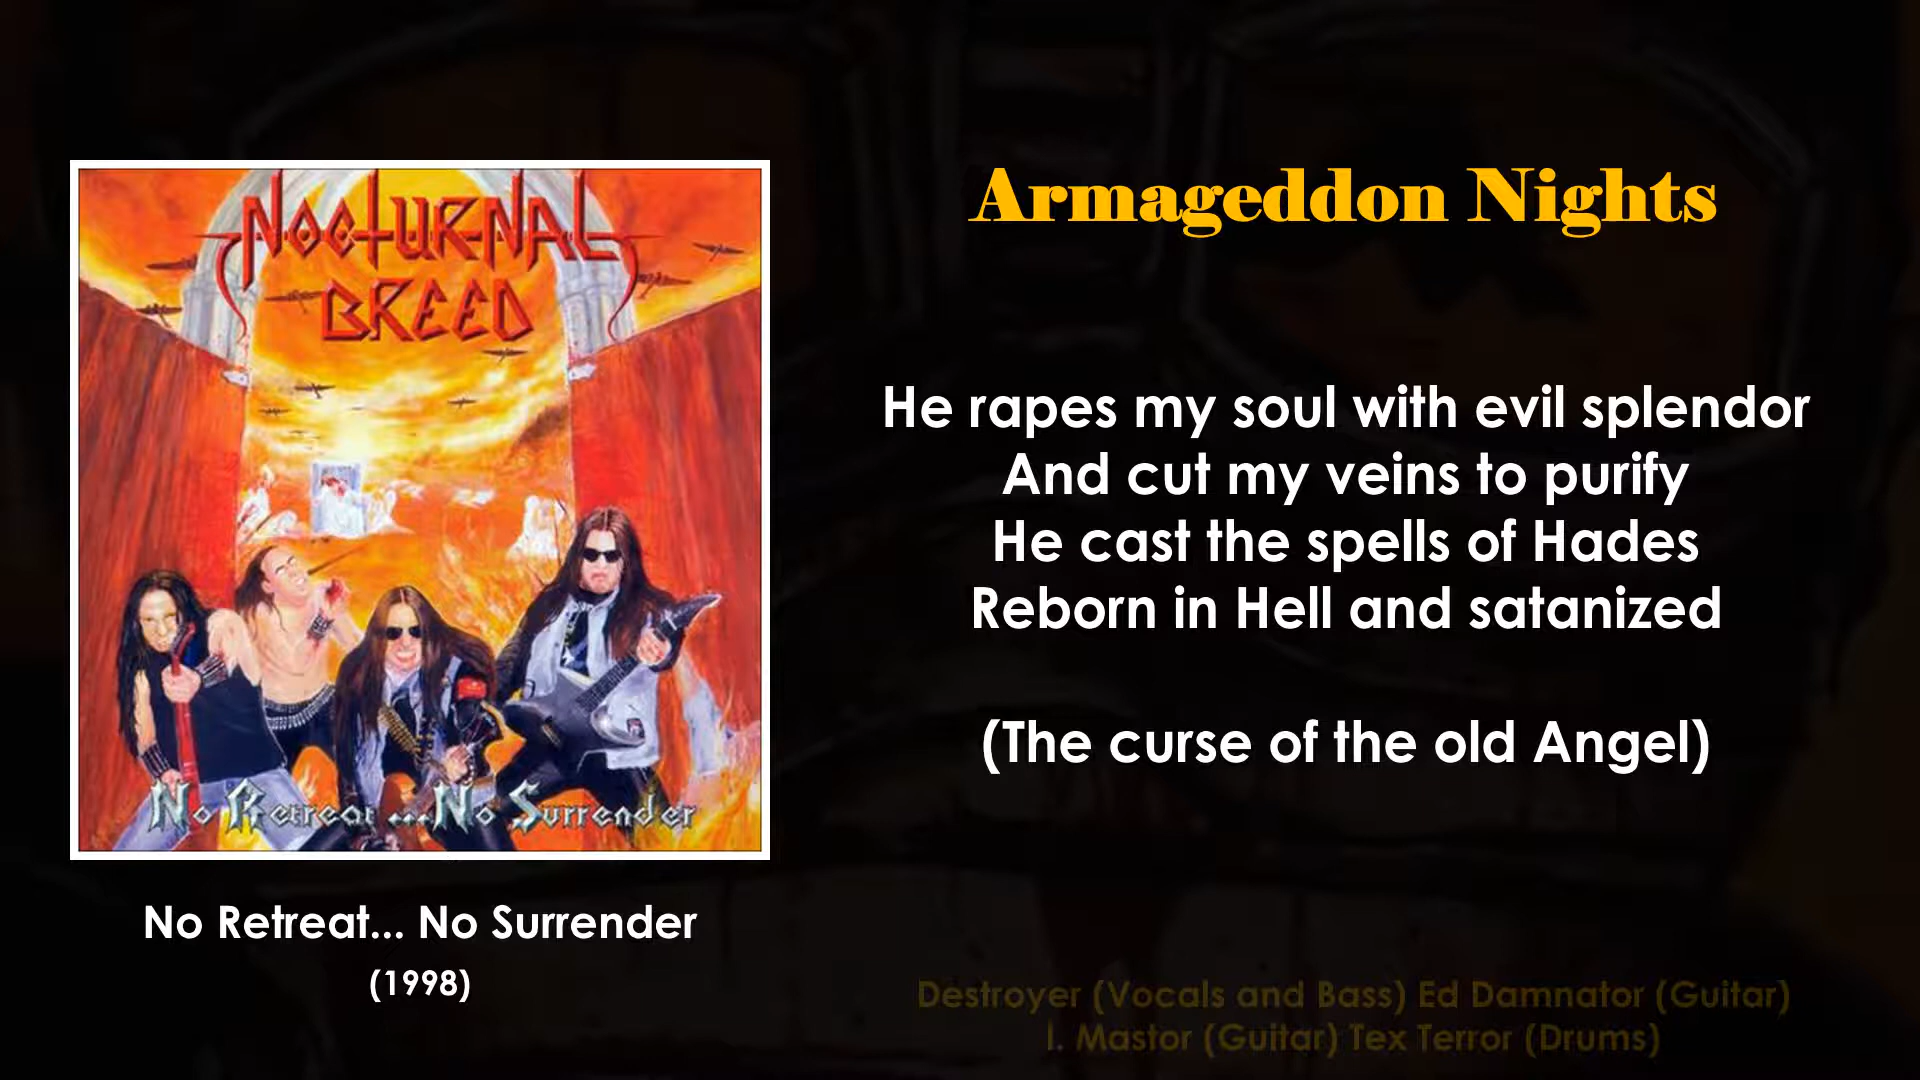 NOCTURNAL
BREED
No Retreat ...No Surrender
No Retreat... No Surrender
(1998)
Armageddon Nights
He rapes my soul with evil splendor
And cut my veins to purify
He cast the spells of Hades
Reborn in Hell and satanized
(The curse of the old Angel)
Destroyer (Vocals and Bass) Ed Damnator (Guitar)
I. Mastor (Guitar) Tex Terror (Drums)